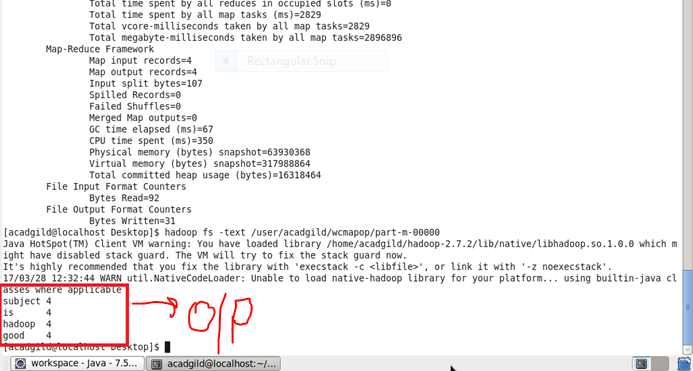 Total time spent by all reduces in occupied slots (ms)=0
Total time spent by all map tasks (ms)=2829
Total vcore-milliseconds taken by all map tasks=2829
Total megabyte-milliseconds taken by all map tasks=2896896
Map-Reduce Framework
Map input records=4
Map output records=4
Input split bytes=107
Spilled Records=0
Failed Shuffles=0
Merged Map outputs=0
GC time elapsed (ms)=67
CPU time spent (ms)=350
Physical memory (bytes) snapshot=63930368
Virtual memory (bytes) snapshot=317988864
Total committed heap usage (bytes)=16318464
File Input Format Counters
Bytes Read=92
File Output Format Counters
Bytes Written=31
Rectangular Snip
[acadgild@localhost Desktop]$ hadoop fs -text /user/acadgild/wcmapop/part-m-00000
Java HotSpot(TM) Client VM warning: You have loaded library /home/acadgild/hadoop-2.7.2/lib/native/libhadoop.so.1.0.0 which m
ight have disabled stack guard. The VM will try to fix the stack guard now.
It's highly recommended that you fix the library with 'execstack -c <libfile>', or link it with '-z noexecstack'.
17/03/28 12:32:44 WARN util.NativeCodeLoader: Unable to load native-hadoop library for your platform... using builtin-java cl
asses where applicable
subject 4
is 4
hadoop 4
good 4
o/p
[acadgild@localhost Desktop]$
workspace - Java - 7.5...
acadgild@localhost:~/...